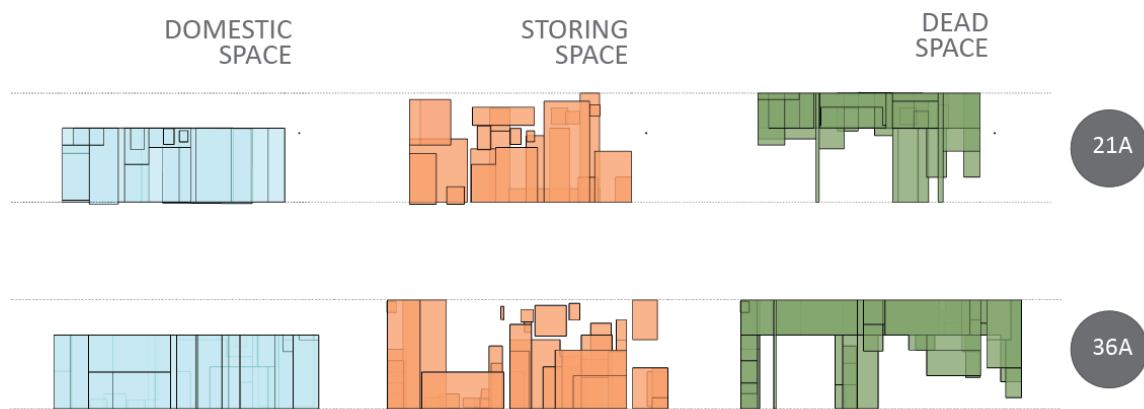 DOMESTIC
SPACE
STORING
SPACE
DEAD
SPACE
21A
36A